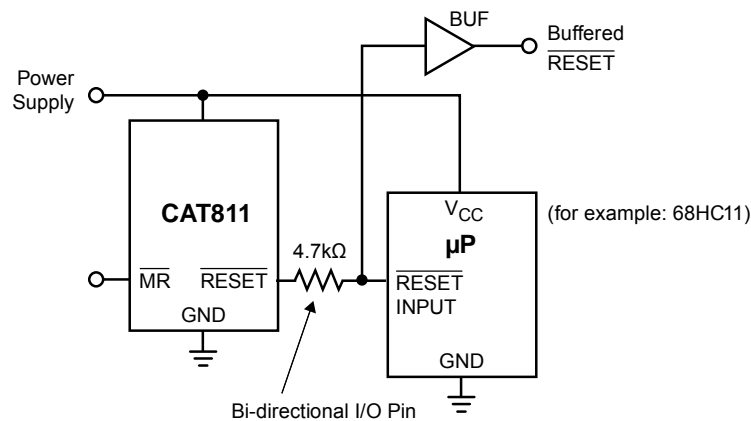 BUF
Buffered
RESET
Power
Supply
CAT811
VCC
(for example: 68HC11)
µP
4.7kΩ
MR
RESET
RESET
INPUT
GND
GND
Bi-directional I/O Pin